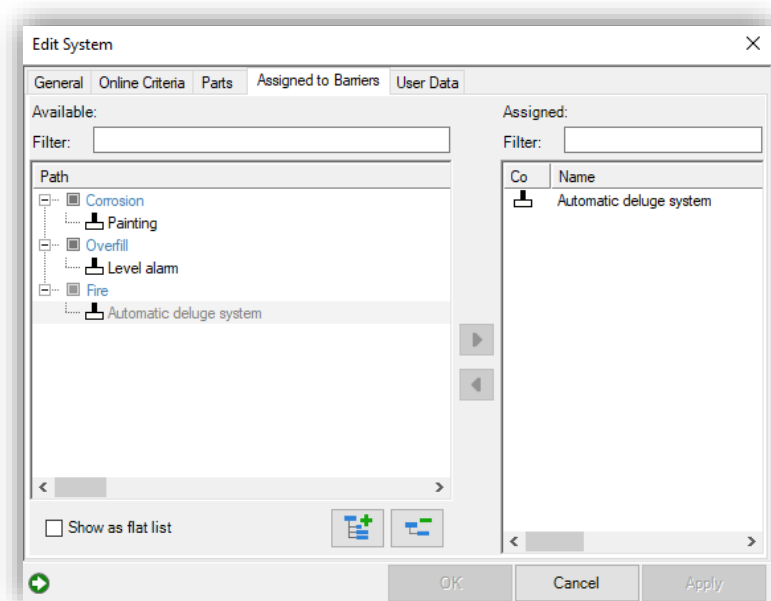 Edit System
General Online Criteria Parts Assigned to Barriers User Data
Available:
Filter:
Path
Corrosion
Painting
Overfill
Level alarm
Fire
Automatic deluge system
Show as flat list
Assigned:
Filter:
Co Name
Automatic deluge system
OK Cancel Apply